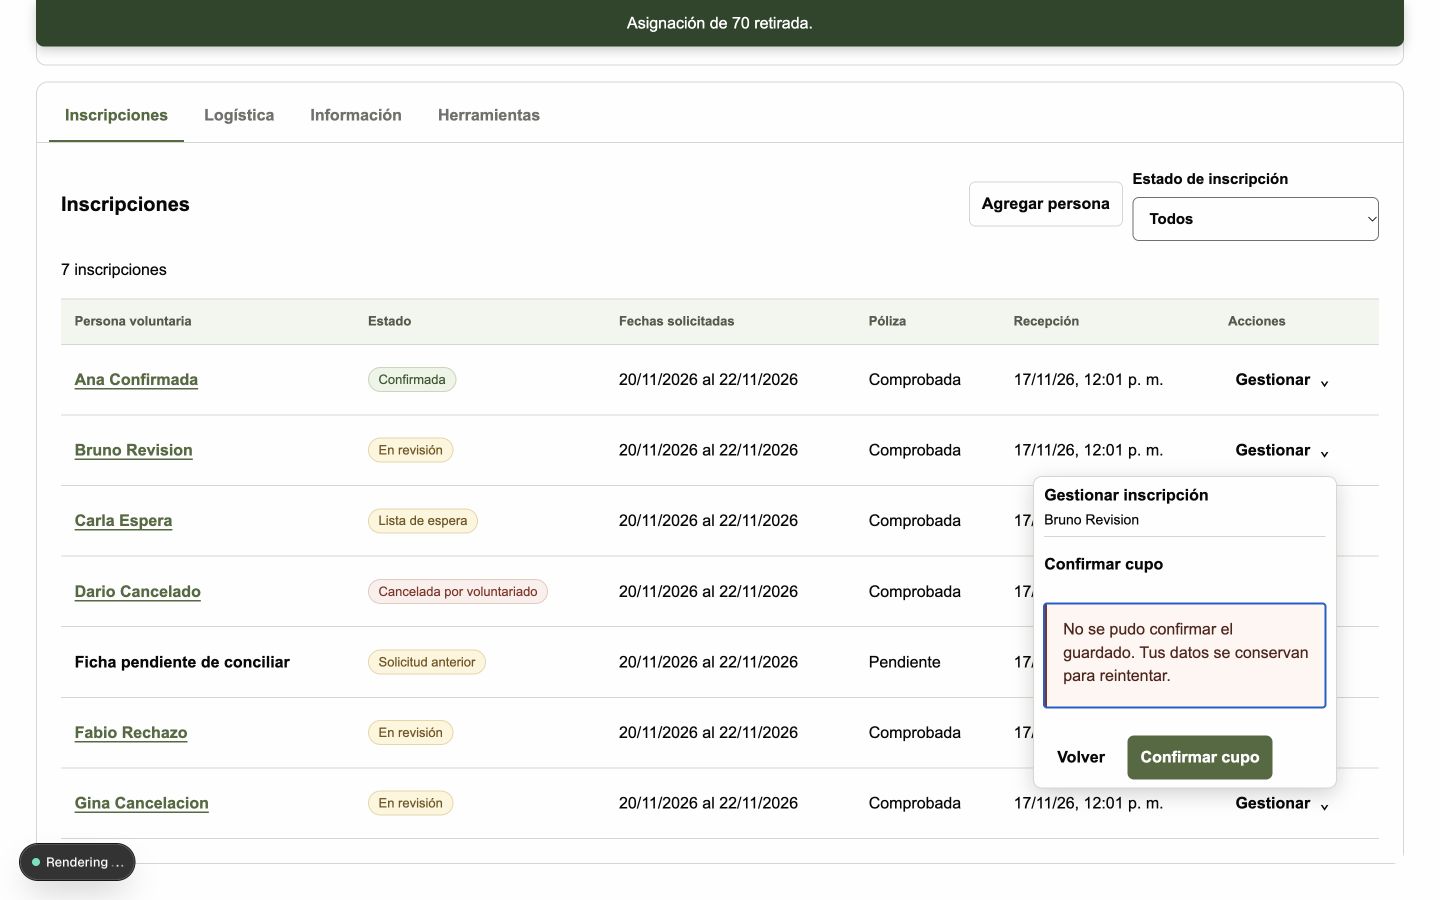 Asignación de 70 retirada.
Inscripciones Logística Información Herramientas
Inscripciones
Agregar persona
Estado de inscripción
Todos
7 inscripciones
Persona voluntaria Estado Fechas solicitadas Póliza Recepción Acciones
Ana Confirmada Confirmada 20/11/2026 al 22/11/2026 Comprobada 17/11/26, 12:01 p. m. Gestionar
Bruno Revision En revisión 20/11/2026 al 22/11/2026 Comprobada 17/11/26, 12:01 p. m. Gestionar
Carla Espera Lista de espera 20/11/2026 al 22/11/2026 Comprobada 17/
Dario Cancelado Cancelada por voluntariado 20/11/2026 al 22/11/2026 Comprobada 17/
Ficha pendiente de conciliar Solicitud anterior 20/11/2026 al 22/11/2026 Pendiente 17/
Fabio Rechazo En revisión 20/11/2026 al 22/11/2026 Comprobada 17/
Gina Cancelacion En revisión 20/11/2026 al 22/11/2026 Comprobada 17/11/26, 12:01 p. m. Gestionar
Gestionar inscripción
Bruno Revision
Confirmar cupo
No se pudo confirmar el
guardado. Tus datos se conservan
para reintentar.
Volver Confirmar cupo
Rendering ...